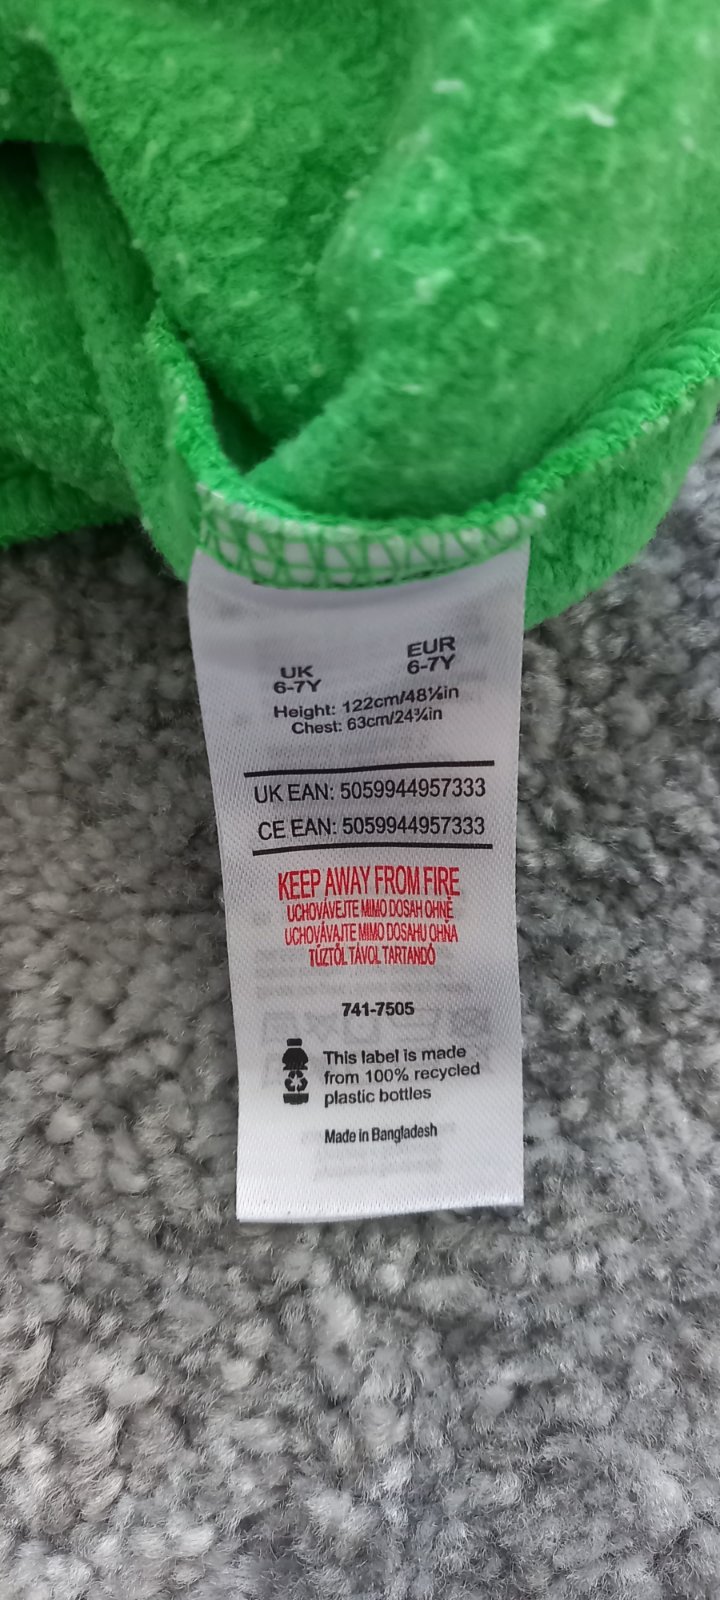 UK EUR
6-7Y 6-7Y
Height: 122cm/48⅛in
Chest: 63cm/24¾in
UK EAN: 5059944957333
CE EAN: 5059944957333
KEEP AWAY FROM FIRE
UCHOVÁVEJTE MIMO DOSAH OHNĚ
UCHOVÁVAJTE MIMO DOSAHU OHŇA
TŰZTŐL TÁVOL TARTANDÓ
741-7505
This label is made
from 100% recycled
plastic bottles
Made in Bangladesh